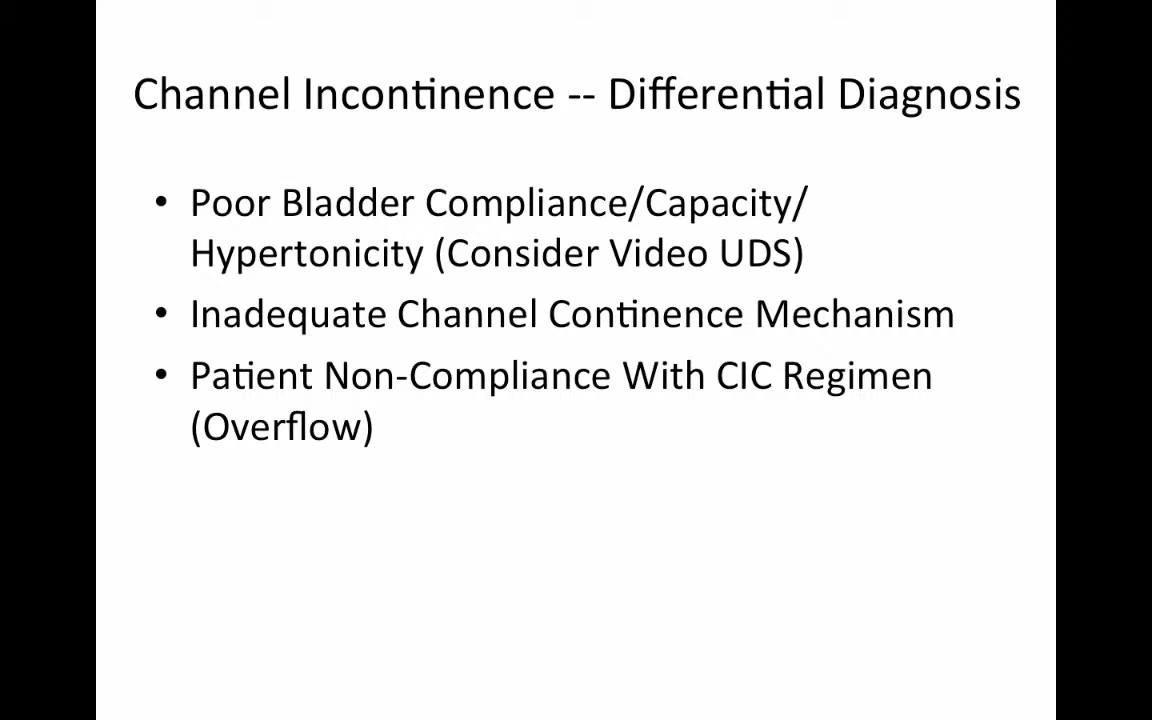 Channel Incontinence -- Differential Diagnosis
• Poor Bladder Compliance/Capacity/
Hypertonicity (Consider Video UDS)
• Inadequate Channel Continence Mechanism
• Patient Non-Compliance With CIC Regimen
(Overflow)